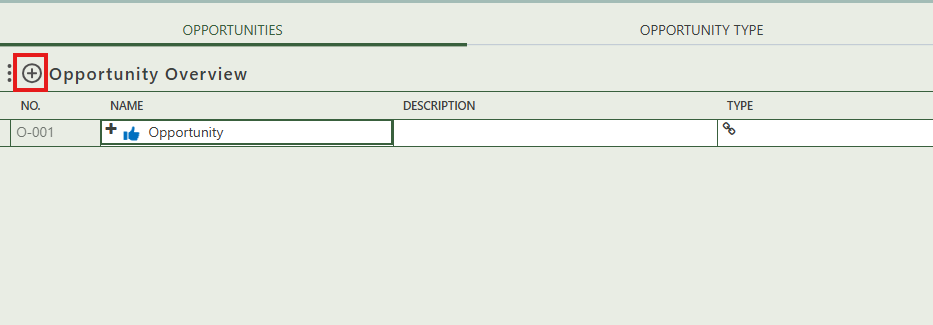 OPPORTUNITIES OPPORTUNITY TYPE
Opportunity Overview
NO. NAME DESCRIPTION TYPE
O-001 Opportunity